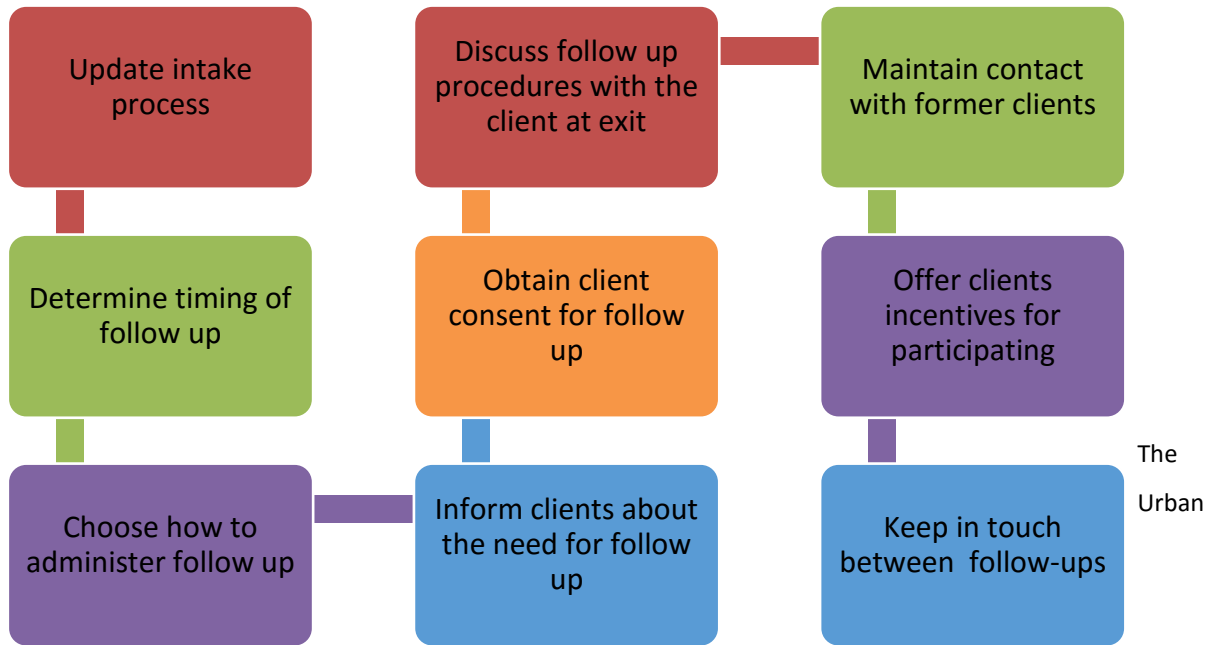 Update intake
process
Determine timing of
follow up
Choose how to
administer follow up
Inform clients about
the need for follow
up
Obtain client
consent for follow
up
Discuss follow up
procedures with the
client at exit
Maintain contact
with former clients
Offer clients
incentives for
participating
Keep in touch
between follow-ups
The
Urban